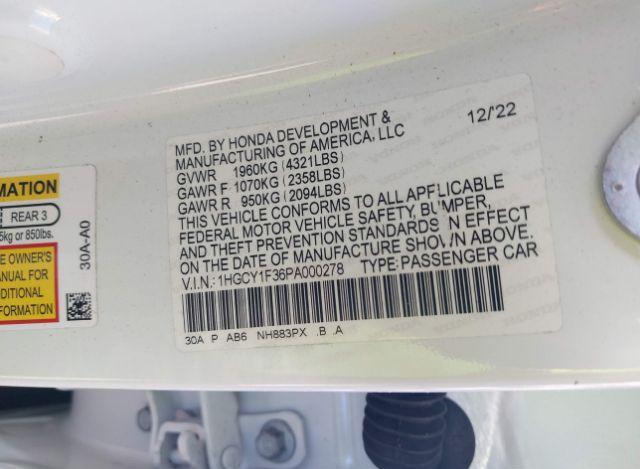 MFD. BY HONDA DEVELOPMENT & 12/'22
MANUFACTURING OF AMERICA, LLC
GVWR 1960KG (4321LBS)
GAWR F 1070KG (2358LBS)
GAWR R 950KG (2094LBS)
THIS VEHICLE CONFORMS TO ALL APPLICABLE
FEDERAL MOTOR VEHICLE SAFETY, BUMPER,
AND THEFT PREVENTION STANDARDS IN EFFECT
ON THE DATE OF MANUFACTURE SHOWN ABOVE.
V.I.N.:1HGCY1F36PA000278 TYPE:PASSENGER CAR
30A P AB6 NH883PX .B .A
MATION
REAR 3
5kg or 850lbs.
E OWNER'S
MANUAL FOR
DDITIONAL
FORMATION
30A-A0